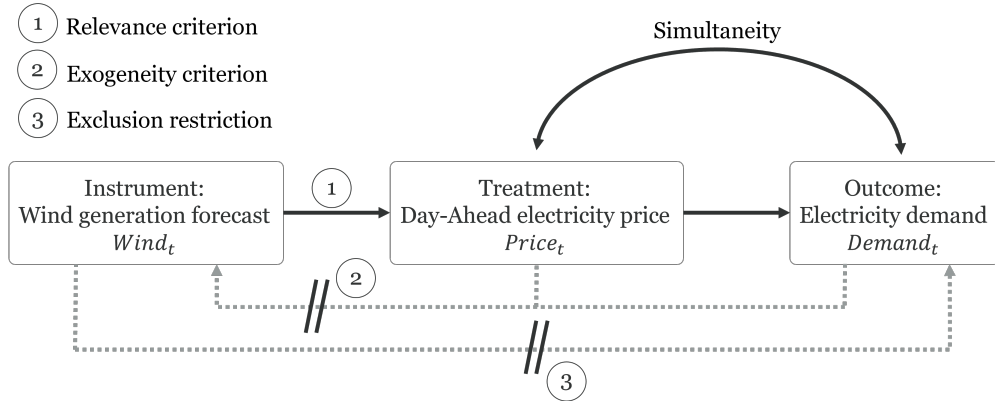 1 Relevance criterion
2 Exogeneity criterion
3 Exclusion restriction
Simultaneity
Instrument:
Wind generation forecast
Wind_t
1
Treatment:
Day-Ahead electricity price
Price_t
Outcome:
Electricity demand
Demand_t
2
3